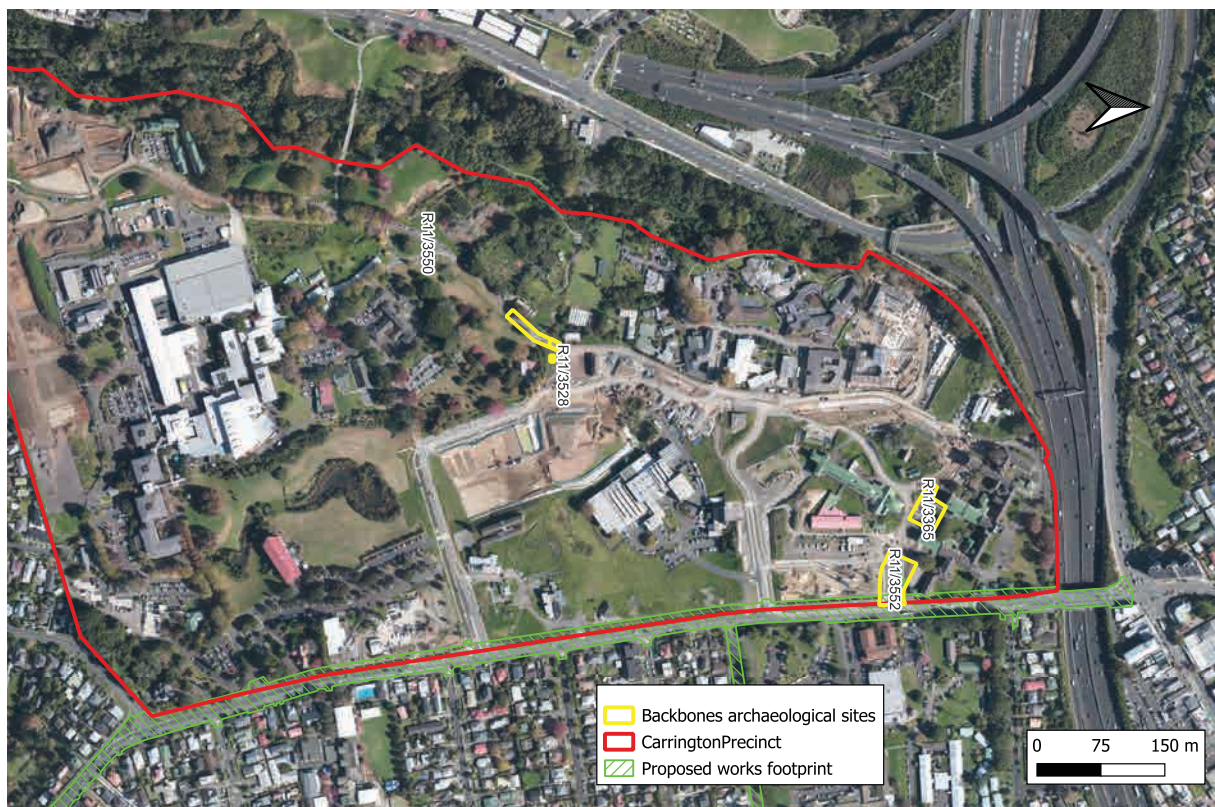 R11/3550
R11/3528
R11/3365
R11/3552
Backbones archaeological sites
CarringtonPrecinct
Proposed works footprint
0 75 150 m